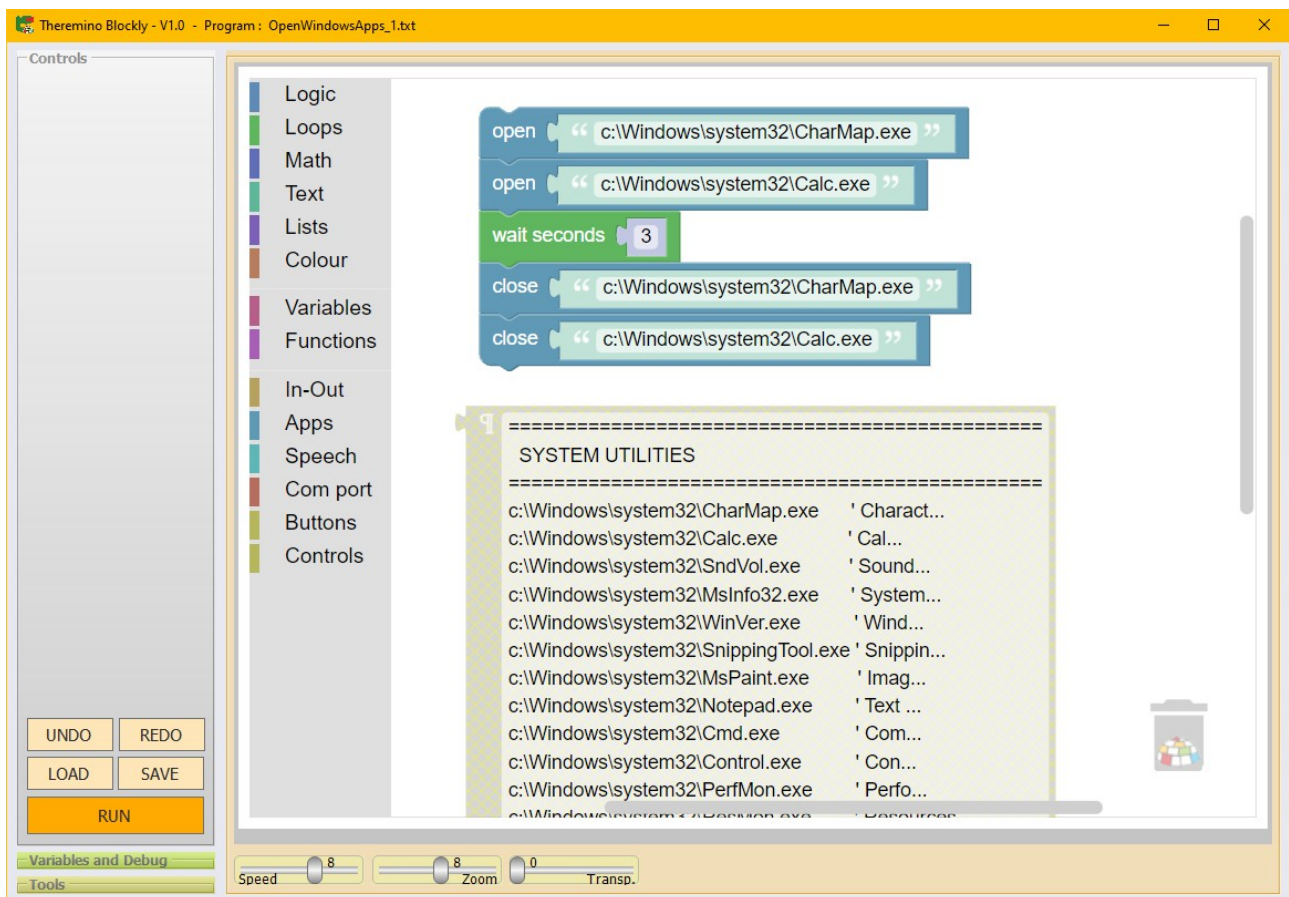 Theremino Blockly - V1.0 - Program : OpenWindowsApps_1.txt
Controls
UNDO REDO
LOAD SAVE
RUN
Variables and Debug
Tools
Logic
Loops
Math
Text
Lists
Colour
Variables
Functions
In-Out
Apps
Speech
Com port
Buttons
Controls
open “ c:\Windows\system32\CharMap.exe ”
open “ c:\Windows\system32\Calc.exe ”
wait seconds 3
close “ c:\Windows\system32\CharMap.exe ”
close “ c:\Windows\system32\Calc.exe ”
¶ ===============================================
SYSTEM UTILITIES
===============================================
c:\Windows\system32\CharMap.exe ' Charact...
c:\Windows\system32\Calc.exe ' Cal...
c:\Windows\system32\SndVol.exe ' Sound...
c:\Windows\system32\MsInfo32.exe ' System...
c:\Windows\system32\WinVer.exe ' Wind...
c:\Windows\system32\SnippingTool.exe ' Snippin...
c:\Windows\system32\MsPaint.exe ' Imag...
c:\Windows\system32\Notepad.exe ' Text ...
c:\Windows\system32\Cmd.exe ' Com...
c:\Windows\system32\Control.exe ' Con...
c:\Windows\system32\PerfMon.exe ' Perfo...
Speed 8
Zoom 8
0 Transp.